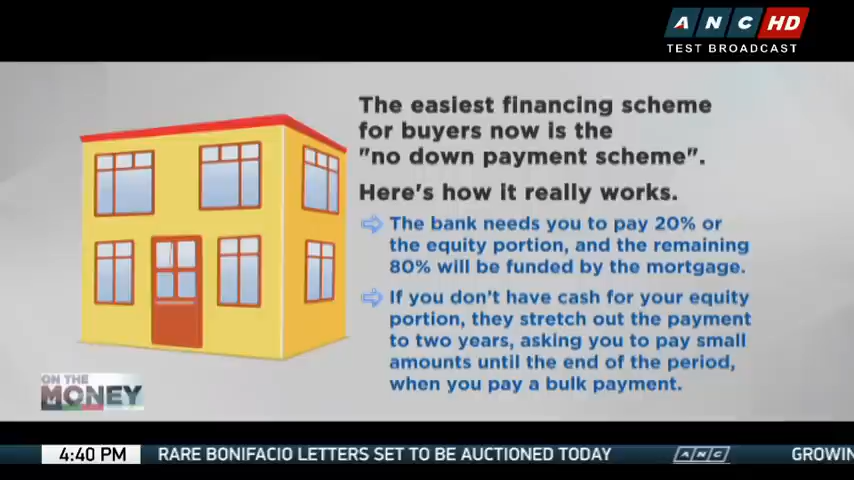 ANC HD
TEST BROADCAST
The easiest financing scheme
for buyers now is the
"no down payment scheme".
Here's how it really works.
The bank needs you to pay 20% or
the equity portion, and the remaining
80% will be funded by the mortgage.
If you don't have cash for your equity
portion, they stretch out the payment
to two years, asking you to pay small
amounts until the end of the period,
when you pay a bulk payment.
ON THE
MONEY
4:40 PM RARE BONIFACIO LETTERS SET TO BE AUCTIONED TODAY ANC GROWIN